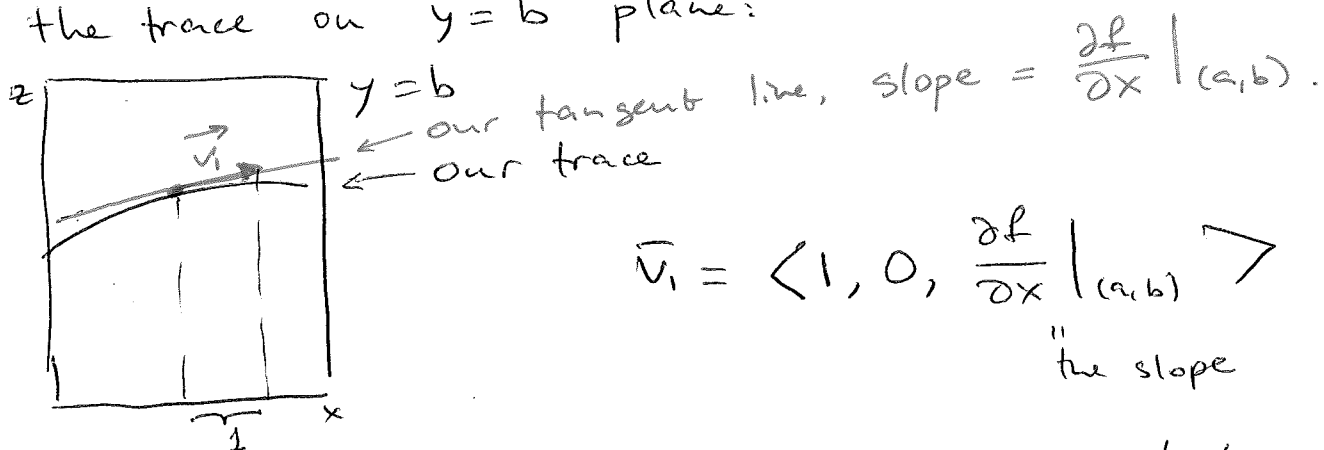 the trace on y = b plane:
z
y = b
our tangent line, slope = ∂f/∂x |(a,b).
v⃗₁
our trace
v̄₁ = <1, 0, ∂f/∂x |(a,b) >
"
the slope
x
1